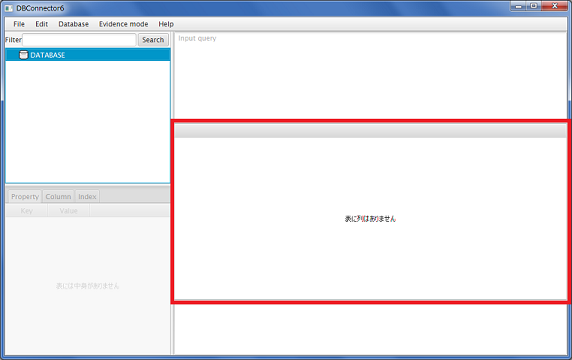 DBConnector6
File Edit Database Evidence mode Help
Filter Search
Input query
DATABASE
表に列はありません
Property Column Index
Key Value
表には中身がありません